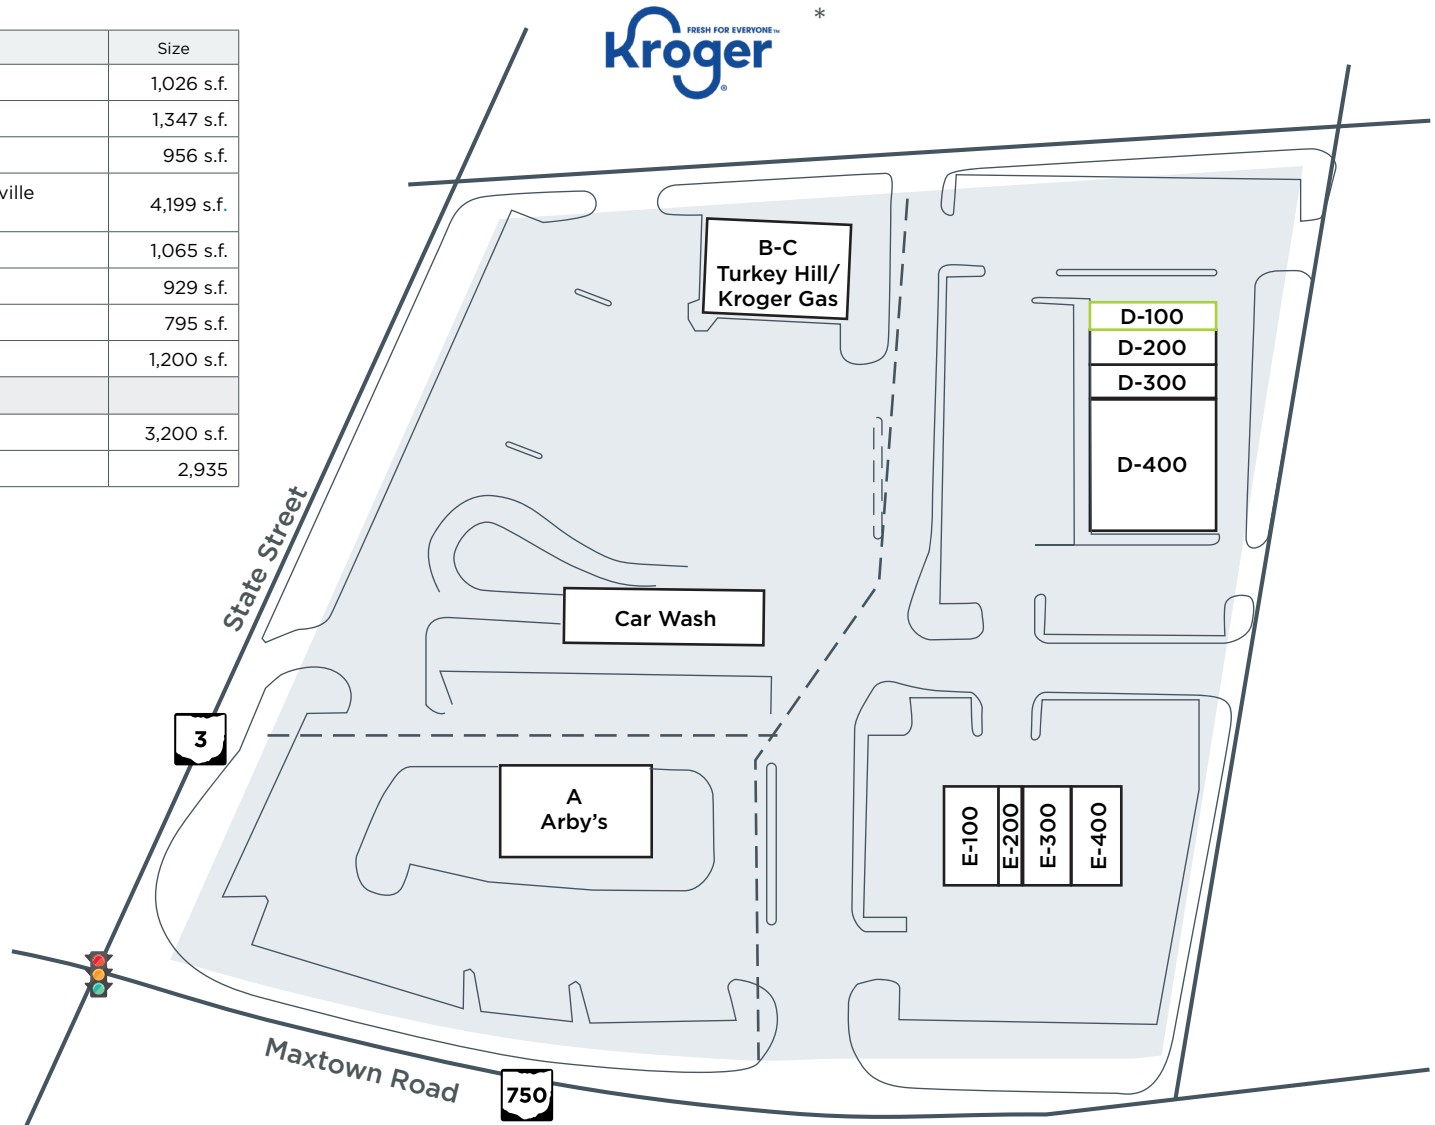 FRESH FOR EVERYONE™
Kroger®
*
Size
1,026 s.f.
1,347 s.f.
956 s.f.
ville
4,199 s.f.
1,065 s.f.
929 s.f.
795 s.f.
1,200 s.f.
3,200 s.f.
2,935
B-C
Turkey Hill/
Kroger Gas
D-100
D-200
D-300
D-400
State Street
Car Wash
3
A
Arby's
E-100
E-200
E-300
E-400
Maxtown Road
750